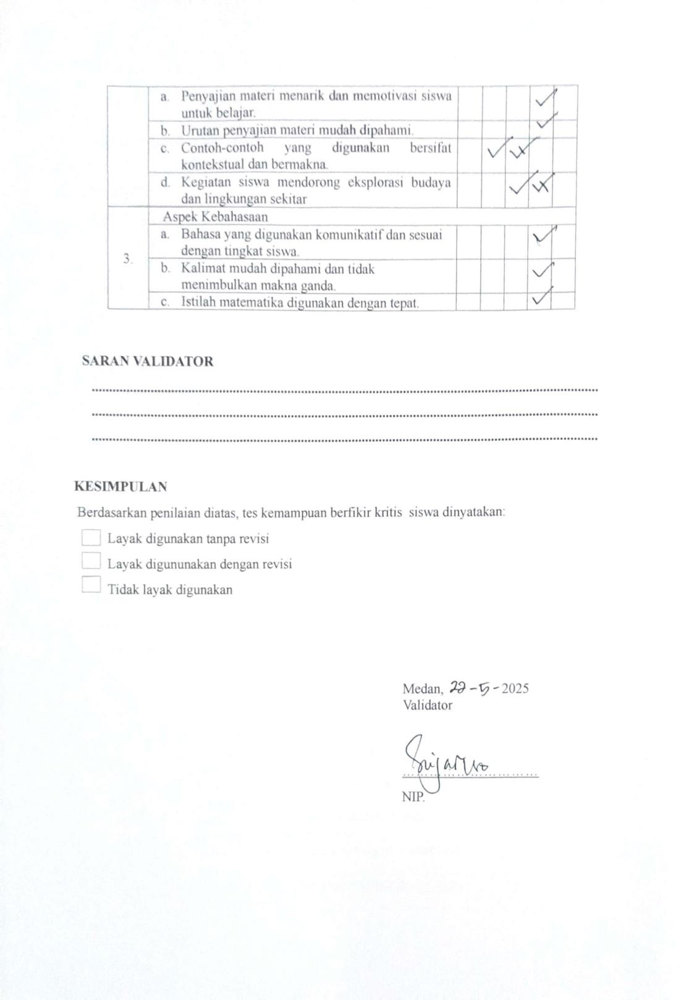 a. Penyajian materi menarik dan memotivasi siswa
untuk belajar.
b. Urutan penyajian materi mudah dipahami.
c. Contoh-contoh yang digunakan bersifat
kontekstual dan bermakna.
d. Kegiatan siswa mendorong eksplorasi budaya
dan lingkungan sekitar
3.
Aspek Kebahasaan
a. Bahasa yang digunakan komunikatif dan sesuai
dengan tingkat siswa.
b. Kalimat mudah dipahami dan tidak
menimbulkan makna ganda.
c. Istilah matematika digunakan dengan tepat.
SARAN VALIDATOR
KESIMPULAN
Berdasarkan penilaian diatas, tes kemampuan berfikir kritis siswa dinyatakan:
Layak digunakan tanpa revisi
Layak digununakan dengan revisi
Tidak layak digunakan
Medan, 22-5-2025
Validator
NIP.